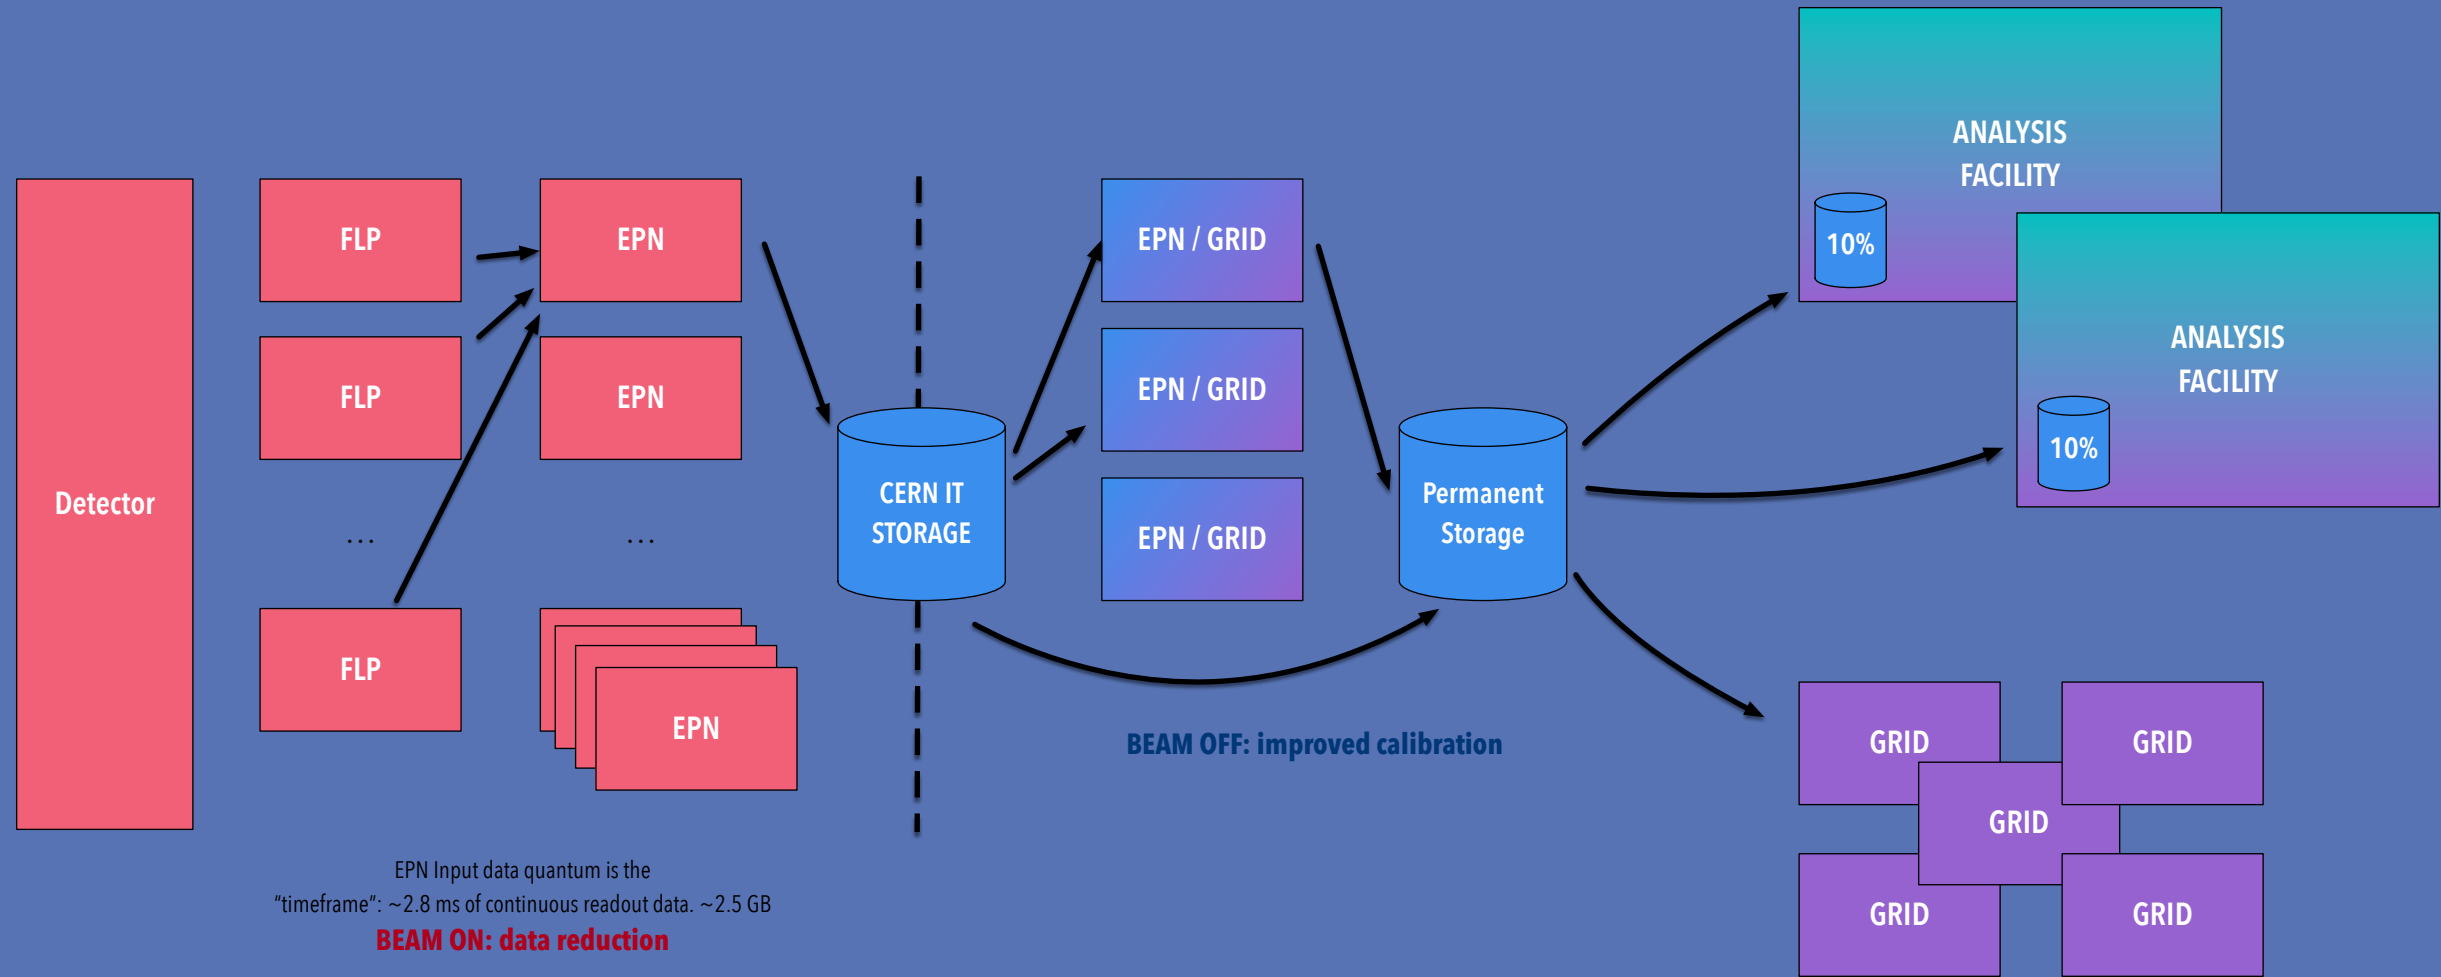 Detector
FLP
FLP
...
FLP
EPN
EPN
...
EPN
EPN Input data quantum is the
"timeframe": ~2.8 ms of continuous readout data. ~2.5 GB
BEAM ON: data reduction
CERN IT
STORAGE
EPN / GRID
EPN / GRID
EPN / GRID
BEAM OFF: improved calibration
Permanent
Storage
ANALYSIS
FACILITY
10%
ANALYSIS
FACILITY
10%
GRID
GRID
GRID
GRID
GRID